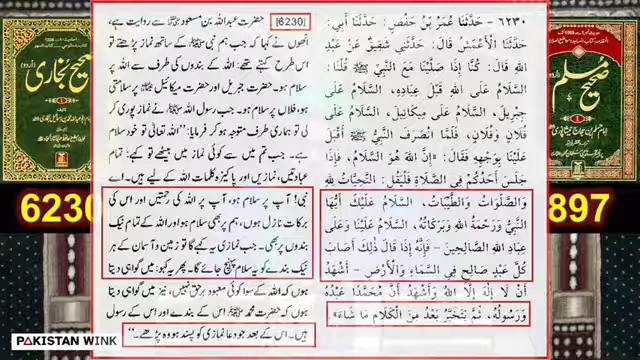 ٦٢٣٠ - حَدَّثَنَا عُمَرُ بْنُ حَفْصٍ: حَدَّثَنَا أَبِي:
حَدَّثَنَا الْأَعْمَشُ قَالَ: حَدَّثَنِي شَقِيقٌ عَنْ عَبْدِ
اللهِ قَالَ: كُنَّا إِذَا صَلَّيْنَا مَعَ النَّبِيِّ ﷺ قُلْنَا:
السَّلَامُ عَلَى اللهِ قَبْلَ عِبَادِهِ، السَّلَامُ عَلَى
جِبْرِيلَ، السَّلَامُ عَلَى مِيكَائِيلَ، السَّلَامُ عَلَى
فُلَانٍ وَفُلَانٍ، فَلَمَّا انْصَرَفَ النَّبِيُّ ﷺ أَقْبَلَ
عَلَيْنَا بِوَجْهِهِ فَقَالَ: «إِنَّ اللهَ هُوَ السَّلَامُ، فَإِذَا
جَلَسَ أَحَدُكُمْ فِي الصَّلَاةِ فَلْيَقُلْ: التَّحِيَّاتُ لِلّٰهِ
وَالصَّلَوَاتُ وَالطَّيِّبَاتُ، السَّلَامُ عَلَيْكَ أَيُّهَا
النَّبِيُّ وَرَحْمَةُ اللهِ وَبَرَكَاتُهُ، السَّلَامُ عَلَيْنَا وَعَلَى
عِبَادِ اللهِ الصَّالِحِينَ - فَإِنَّهُ إِذَا قَالَ ذٰلِكَ أَصَابَ
كُلَّ عَبْدٍ صَالِحٍ فِي السَّمَاءِ وَالْأَرْضِ - أَشْهَدُ
أَنْ لَا إِلٰهَ إِلَّا اللهُ وَأَشْهَدُ أَنَّ مُحَمَّدًا عَبْدُهُ
وَرَسُولُهُ، ثُمَّ يَتَخَيَّرُ بَعْدُ مِنَ الْكَلَامِ مَا شَاءَ»
[6230] حضرت عبداللہ بن مسعود سے روایت ہے،
انھوں نے کہا کہ جب ہم نبی ﷺ کے ساتھ نماز پڑھتے تو
اس طرح کہتے تھے: اللہ کے بندوں کی طرف سے اللہ پر
سلام ہو۔ حضرت جبریل اور حضرت میکائیل پر سلامتی
ہو، فلاں پر سلام ہو۔ جب رسول اللہ ﷺ نے نماز پوری کر
لی تو ہماری طرف متوجہ ہو کر فرمایا: "اللہ تعالیٰ تو خود سلام
ہے۔ جب تم میں سے کوئی نماز میں بیٹھے تو کہے: تمام
عبادتیں، نمازیں اور پاکیزہ کلمات اللہ کے لیے ہیں۔ اے
نبی! آپ پر سلام ہو، آپ پر اللہ کی رحمتیں اور اس کی
برکات نازل ہوں، ہم پر بھی سلام ہو اور اللہ کے تمام نیک
بندوں پر بھی۔ جب نمازی یہ کہے گا تو زمین و آسمان کے ہر
نیک بندے کو یہ سلام پہنچ جائے گا۔ پھر یہ کہو: میں گواہی دیتا
ہوں کہ اللہ کے سوا کوئی معبود برحق نہیں، نیز میں گواہی دیتا
ہوں کہ حضرت محمد ﷺ اس کے بندے اور اس کے رسول
ہیں۔ اس کے بعد جو دعا نمازی کو پسند ہو وہ پڑھے۔"
صحیح بخاری
صحیح مسلم
6230
897
PAKISTAN WINK